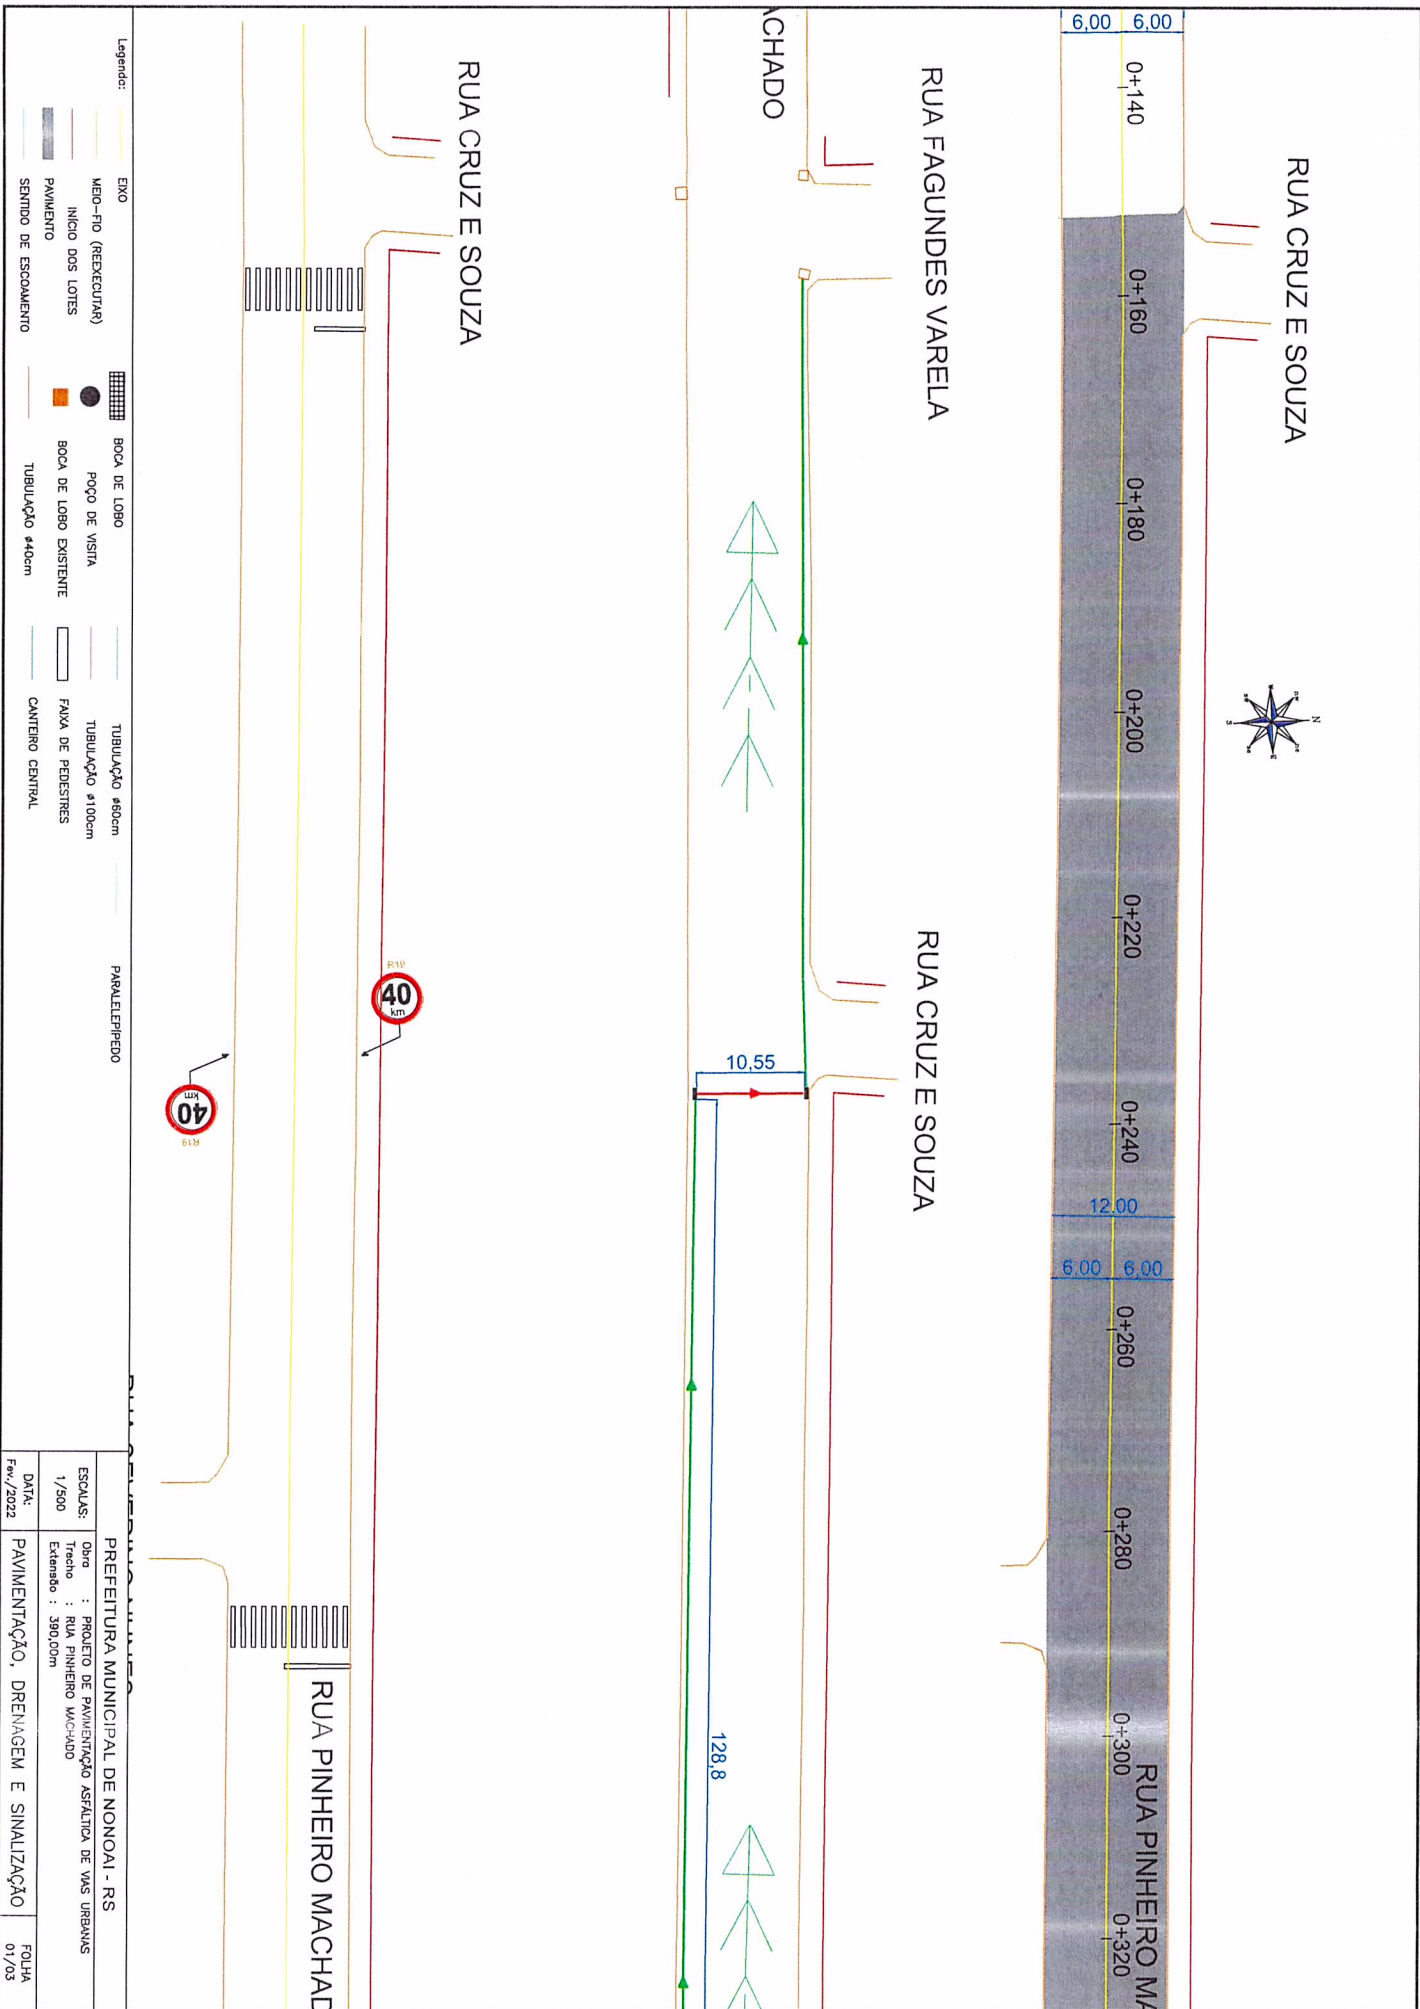 RUA CRUZ E SOUZA
N
6,00 6,00
0+140
0+160
0+180
0+200
0+220
0+240
12.00
6,00 6,00
0+260
0+280
0+300
0+320
RUA PINHEIRO MA
ACHADO
RUA FAGUNDES VARELA
RUA CRUZ E SOUZA
10,55
128,8
RUA CRUZ E SOUZA
R19
40
km
40
km
R19
RUA PINHEIRO MACHAD
Legenda:
EIXO
MEIO-FIO (REEXECUTAR)
INÍCIO DOS LOTES
PAVIMENTO
SENTIDO DE ESCOAMENTO
BOCA DE LOBO
POÇO DE VISITA
BOCA DE LOBO EXISTENTE
TUBULAÇÃO ø40cm
TUBULAÇÃO ø60cm
TUBULAÇÃO ø100cm
FAIXA DE PEDESTRES
CANTEIRO CENTRAL
PARALELEPÍPEDO
PREFEITURA MUNICIPAL DE NONOAI - RS
ESCALAS:
1/500
Obra : PROJETO DE PAVIMENTAÇÃO ASFÁLTICA DE VIAS URBANAS
Trecho : RUA PINHEIRO MACHADO
Extensão : 390,00m
DATA:
Fev./2022
PAVIMENTAÇÃO, DRENAGEM E SINALIZAÇÃO
FOLHA
01/03